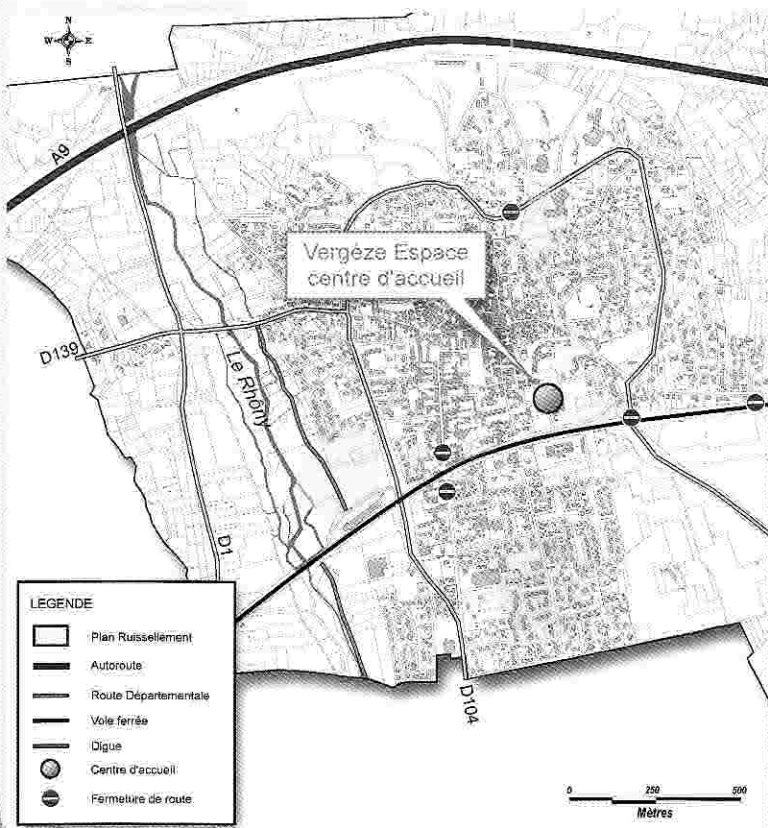 N
W E
S
A9
Vergéze Espace
centre d'accueil
D139
Le Rhôny
D1
D104
LEGENDE
Plan Ruissellement
Autoroute
Route Départementale
Voie ferrée
Digue
Centre d'accueil
Fermeture de route
0 250 500
Mètres